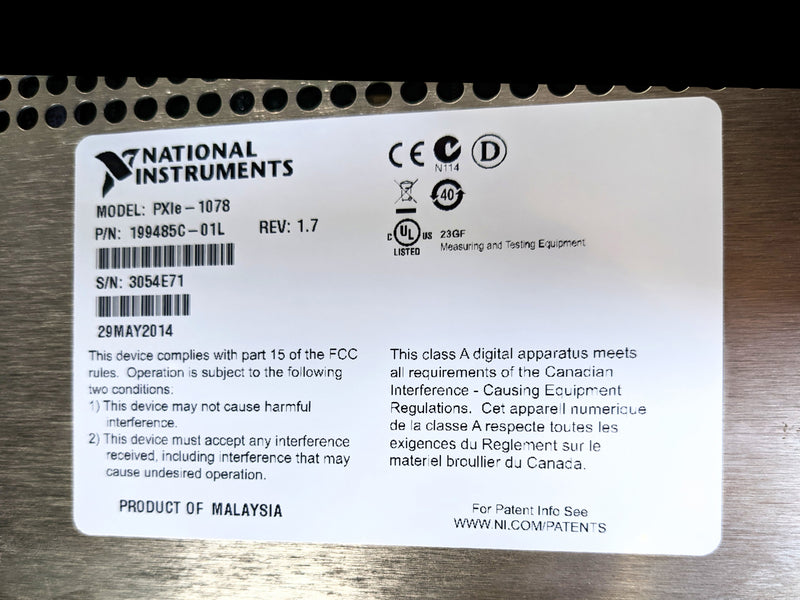 NATIONAL
INSTRUMENTS
MODEL: PXIe-1078
P/N: 199485C-01L REV: 1.7
S/N: 3054E71
29MAY2014
CE N114 D
40
c UL US LISTED
23GF
Measuring and Testing Equipment
This device complies with part 15 of the FCC
rules. Operation is subject to the following
two conditions:
1) This device may not cause harmful
interference.
2) This device must accept any interference
received, including interference that may
cause undesired operation.
PRODUCT OF MALAYSIA
This class A digital apparatus meets
all requirements of the Canadian
Interference - Causing Equipment
Regulations. Cet appareil numerique
de la classe A respecte toutes les
exigences du Reglement sur le
materiel broullier du Canada.
For Patent Info See
WWW.NI.COM/PATENTS